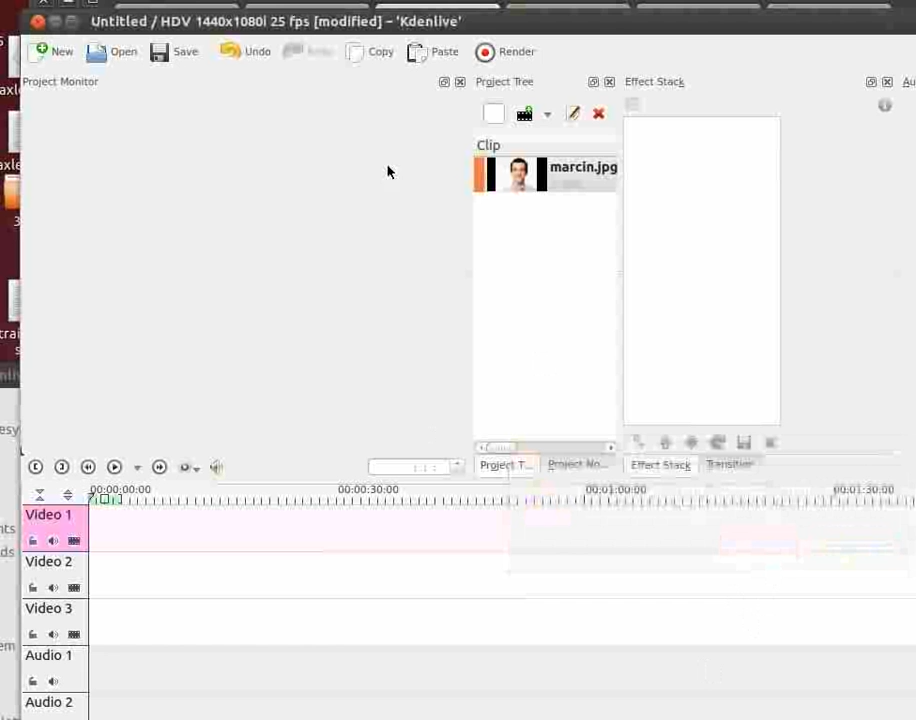 Untitled / HDV 1440x1080i 25 fps [modified] – 'Kdenlive'
New Open Save Undo Copy Paste Render
Project Monitor
Project Tree
Effect Stack
Au
Clip
marcin.jpg
Project T...
Project No...
Effect Stack
Transition
00:00:00:00
00:00:30:00
00:01:00:00
00:01:30:00
Video 1
Video 2
Video 3
Audio 1
Audio 2